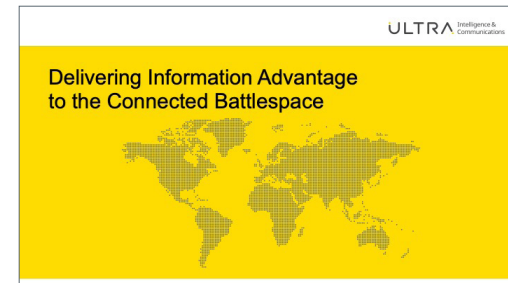 ULTRA Intelligence &
Communications
Delivering Information Advantage
to the Connected Battlespace